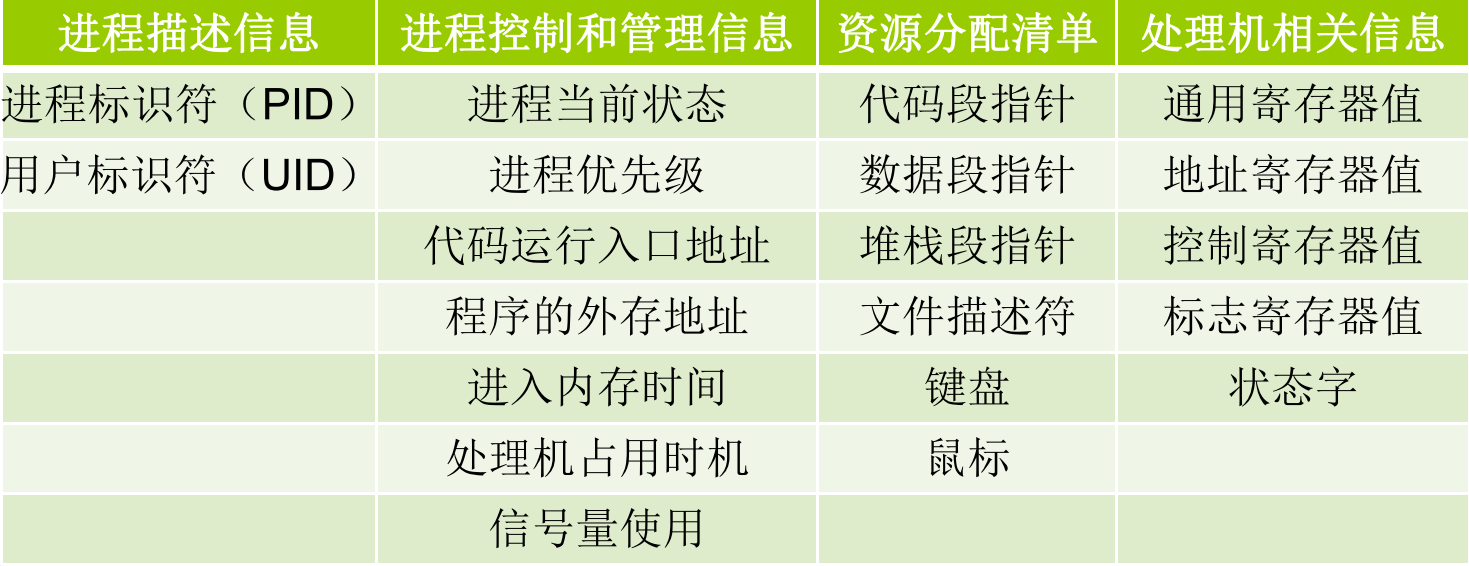 进程描述信息 进程控制和管理信息 资源分配清单 处理机相关信息
进程标识符（PID） 进程当前状态 代码段指针 通用寄存器值
用户标识符（UID） 进程优先级 数据段指针 地址寄存器值
代码运行入口地址 堆栈段指针 控制寄存器值
程序的外存地址 文件描述符 标志寄存器值
进入内存时间 键盘 状态字
处理机占用时机 鼠标
信号量使用